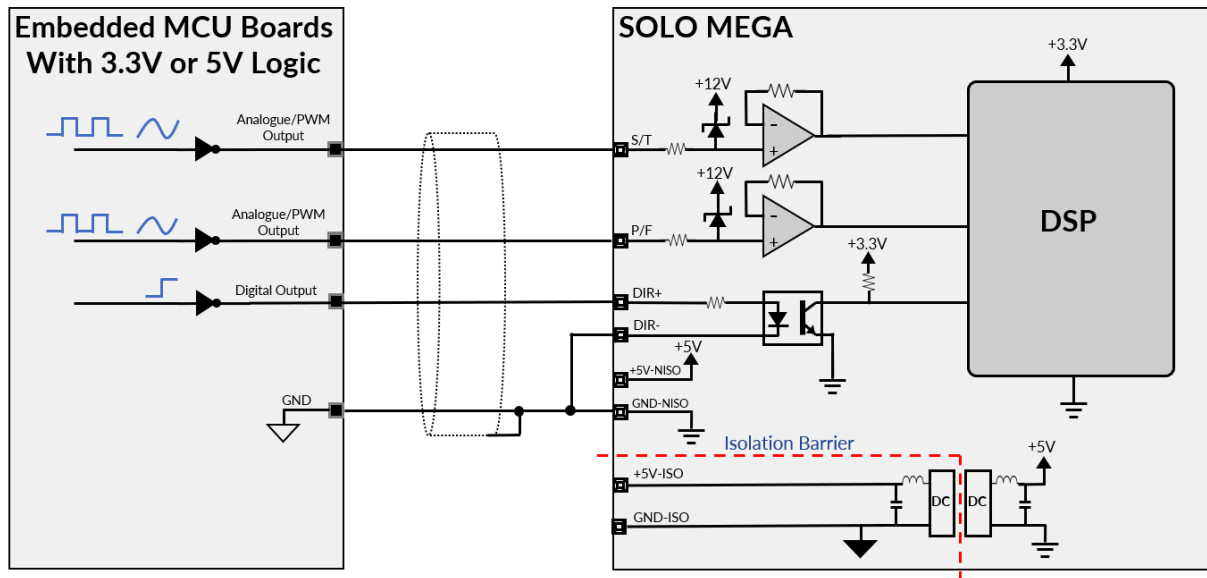 Embedded MCU Boards
With 3.3V or 5V Logic
SOLO MEGA
+3.3V
+12V
Analogue/PWM
Output
S/T
DSP
+12V
Analogue/PWM
Output
P/F
+3.3V
Digital Output
DIR+
DIR-
+5V
+5V-NISO
GND
GND-NISO
Isolation Barrier
+5V
+5V-ISO
DC
DC
GND-ISO